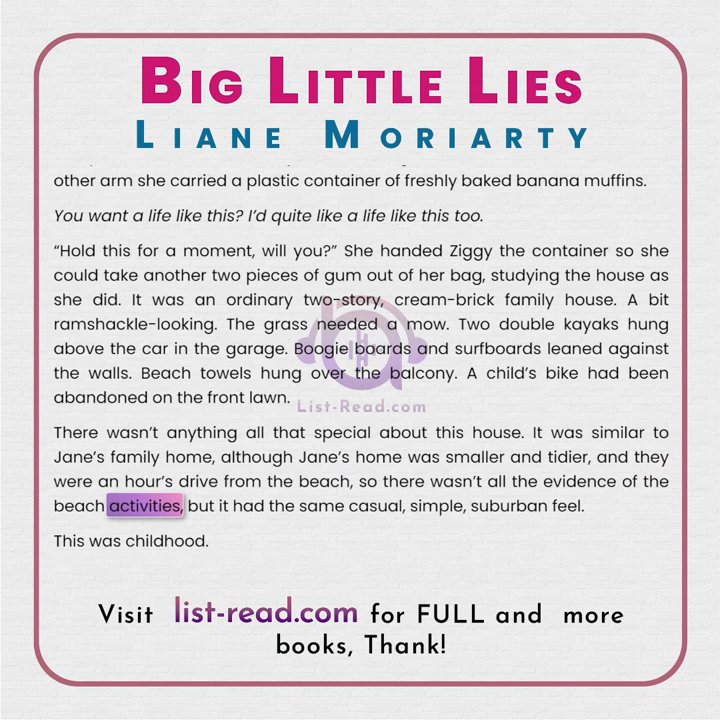 BIG LITTLE LIES
LIANE MORIARTY
other arm she carried a plastic container of freshly baked banana muffins.
You want a life like this? I’d quite like a life like this too.
“Hold this for a moment, will you?” She handed Ziggy the container so she
could take another two pieces of gum out of her bag, studying the house as
she did. It was an ordinary two-story, cream-brick family house. A bit
ramshackle-looking. The grass needed a mow. Two double kayaks hung
above the car in the garage. Boogie boards and surfboards leaned against
the walls. Beach towels hung over the balcony. A child’s bike had been
abandoned on the front lawn.
List-Read.com
There wasn’t anything all that special about this house. It was similar to
Jane’s family home, although Jane’s home was smaller and tidier, and they
were an hour’s drive from the beach, so there wasn’t all the evidence of the
beach activities, but it had the same casual, simple, suburban feel.
This was childhood.
Visit list-read.com for FULL and more
books, Thank!